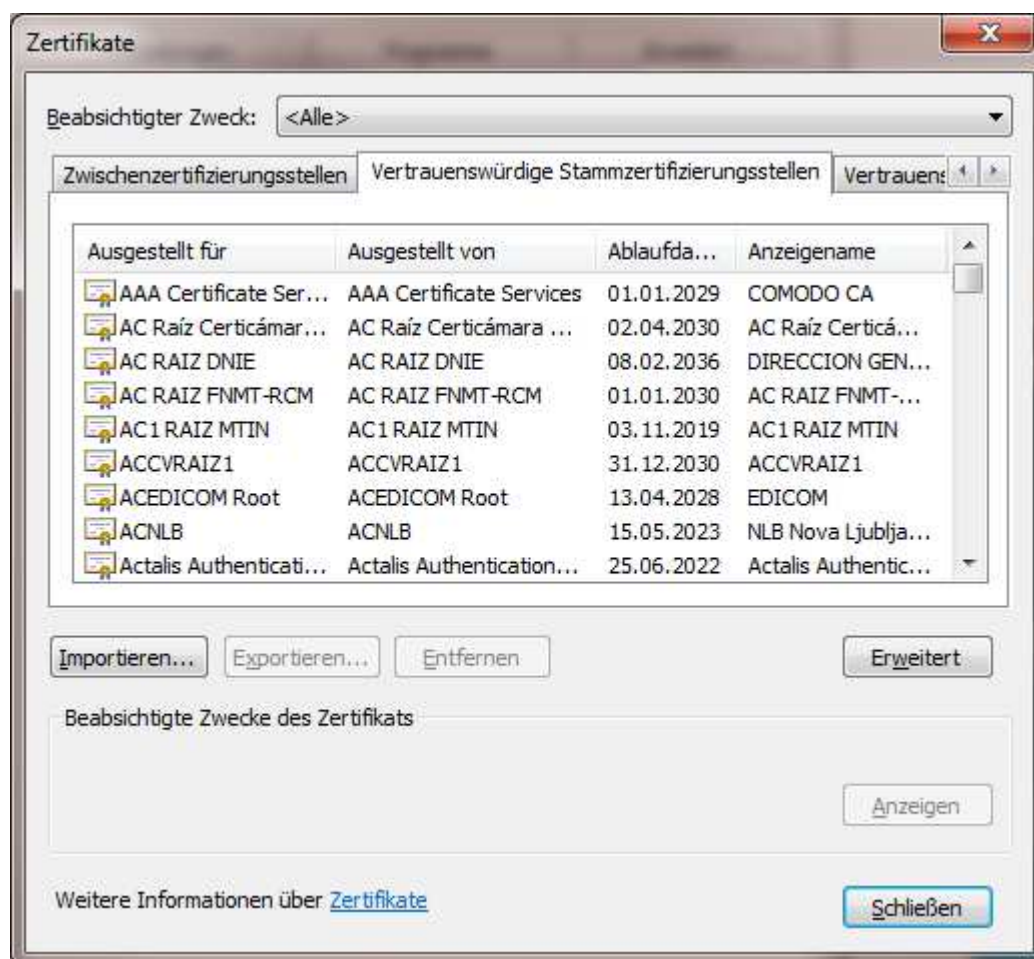 Zertifikate
Beabsichtigter Zweck: <Alle>
Zwischenzertifizierungsstellen Vertrauenswürdige Stammzertifizierungsstellen Vertrauens
Ausgestellt für Ausgestellt von Ablaufda... Anzeigename
AAA Certificate Ser... AAA Certificate Services 01.01.2029 COMODO CA
AC Raíz Certicámar... AC Raíz Certicámara ... 02.04.2030 AC Raíz Certicá...
AC RAIZ DNIE AC RAIZ DNIE 08.02.2036 DIRECCION GEN...
AC RAIZ FNMT-RCM AC RAIZ FNMT-RCM 01.01.2030 AC RAIZ FNMT-...
AC1 RAIZ MTIN AC1 RAIZ MTIN 03.11.2019 AC1 RAIZ MTIN
ACCVRAIZ1 ACCVRAIZ1 31.12.2030 ACCVRAIZ1
ACEDICOM Root ACEDICOM Root 13.04.2028 EDICOM
ACNLB ACNLB 15.05.2023 NLB Nova Ljublja...
Actalis Authenticati... Actalis Authentication... 25.06.2022 Actalis Authentic...
Importieren... Exportieren... Entfernen Erweitert
Beabsichtigte Zwecke des Zertifikats
Anzeigen
Weitere Informationen über Zertifikate
Schließen